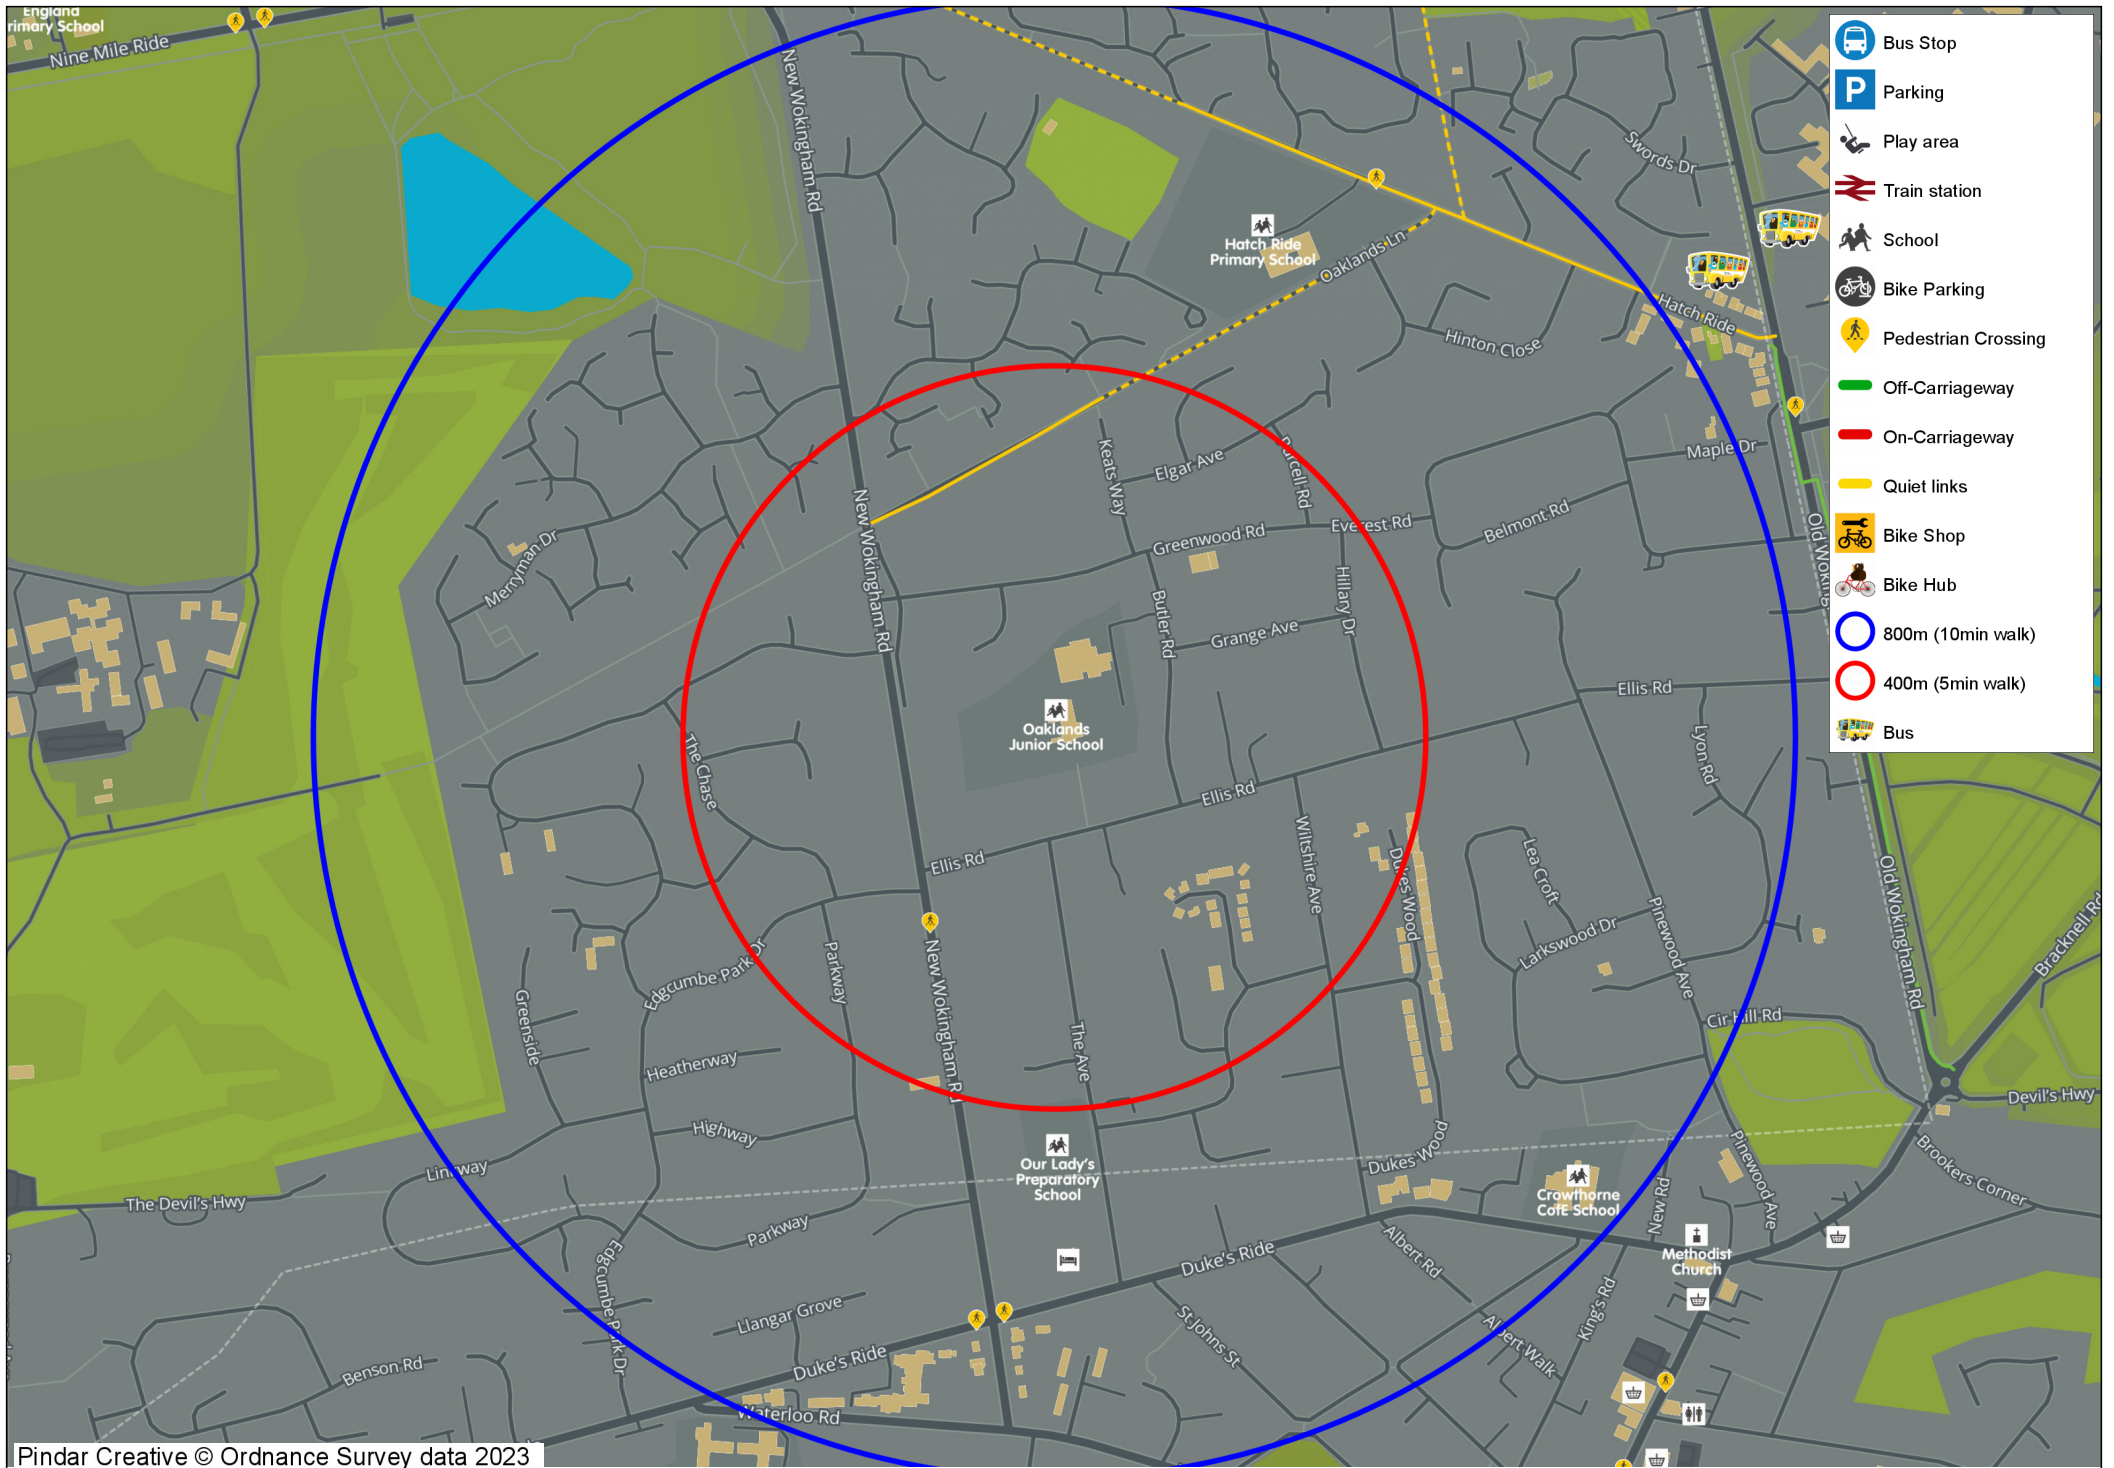 England
rimary School
Nine Mile Ride
New Wokingham Rd
Swords Dr
Hatch Ride
Primary School
Oaklands Ln
Hinton Close
Hatch Ride
Maple Dr
Keats Way
Elgar Ave
Purcell Rd
Everest Rd
Belmont Rd
Greenwood Rd
New Wokingham Rd
Merryman Dr
Butler Rd
Grange Ave
Hillary Dr
Old Woking
Oaklands
Junior School
Ellis Rd
Lyon Rd
The Chase
Ellis Rd
Ellis Rd
Wiltshire Ave
Dukes Wood
Lea Croft
Larkswood Dr
Pinewood Ave
Old Wokingham Rd
Bracknell Rd
Edgcumbe Park Dr
Parkway
New Wokingham Rd
Greenside
Heatherway
The Ave
Cir Hill Rd
Devil's Hwy
Highway
Linkway
The Devil's Hwy
Our Lady's
Preparatory
School
Dukes Wood
Crowthorne
CofE School
New Rd
Pinewood Ave
Brookers Corner
Parkway
Edgcumbe Park Dr
Duke's Ride
Albert Rd
Methodist
Church
King's Rd
Llangar Grove
St Johns St
Albert Walk
Benson Rd
Duke's Ride
Waterloo Rd
Bus Stop
P
Parking
Play area
Train station
School
Bike Parking
Pedestrian Crossing
Off-Carriageway
On-Carriageway
Quiet links
Bike Shop
Bike Hub
800m (10min walk)
400m (5min walk)
Bus
Pindar Creative © Ordnance Survey data 2023